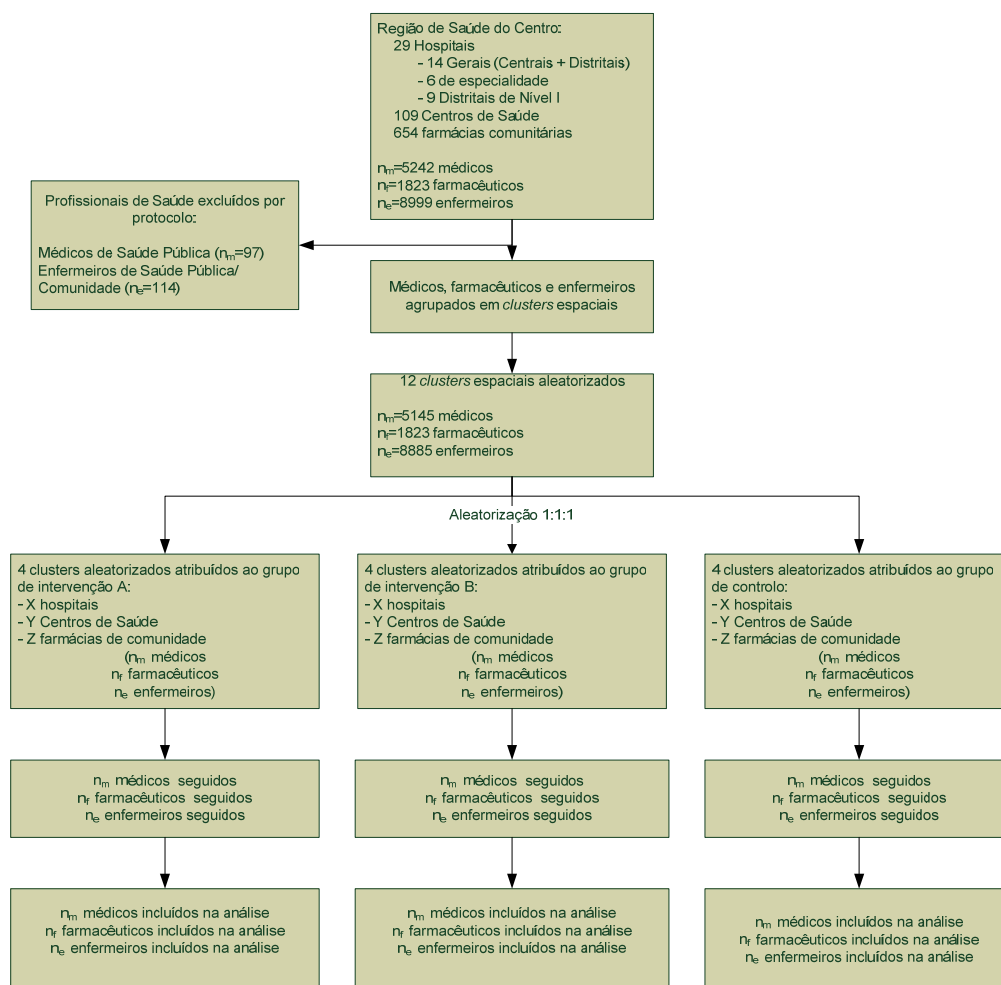 Região de Saúde do Centro:
29 Hospitais
- 14 Gerais (Centrais + Distritais)
- 6 de especialidade
- 9 Distritais de Nível I
109 Centros de Saúde
654 farmácias comunitárias
nm=5242 médicos
nf=1823 farmacêuticos
ne=8999 enfermeiros
Profissionais de Saúde excluídos por
protocolo:
Médicos de Saúde Pública (nm=97)
Enfermeiros de Saúde Pública/
Comunidade (ne=114)
Médicos, farmacêuticos e enfermeiros
agrupados em clusters espaciais
12 clusters espaciais aleatorizados
nm=5145 médicos
nf=1823 farmacêuticos
ne=8885 enfermeiros
Aleatorização 1:1:1
4 clusters aleatorizados atribuídos ao grupo
de intervenção A:
- X hospitais
- Y Centros de Saúde
- Z farmácias de comunidade
(nm médicos
nf farmacêuticos
ne enfermeiros)
4 clusters aleatorizados atribuídos ao grupo
de intervenção B:
- X hospitais
- Y Centros de Saúde
- Z farmácias de comunidade
(nm médicos
nf farmacêuticos
ne enfermeiros)
4 clusters aleatorizados atribuídos ao grupo
de controlo:
- X hospitais
- Y Centros de Saúde
- Z farmácias de comunidade
(nm médicos
nf farmacêuticos
ne enfermeiros)
nm médicos seguidos
nf farmacêuticos seguidos
ne enfermeiros seguidos
nm médicos seguidos
nf farmacêuticos seguidos
ne enfermeiros seguidos
nm médicos seguidos
nf farmacêuticos seguidos
ne enfermeiros seguidos
nm médicos incluídos na análise
nf farmacêuticos incluídos na análise
ne enfermeiros incluídos na análise
nm médicos incluídos na análise
nf farmacêuticos incluídos na análise
ne enfermeiros incluídos na análise
nm médicos incluídos na análise
nf farmacêuticos incluídos na análise
ne enfermeiros incluídos na análise